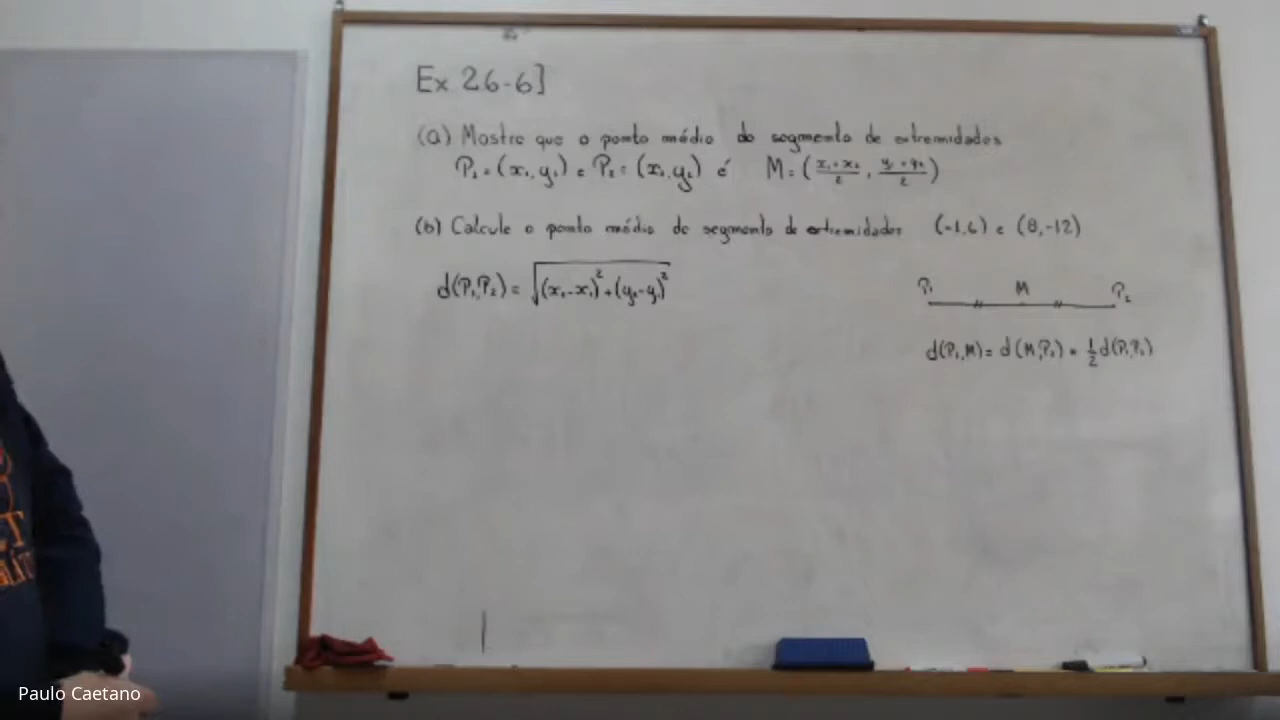 Ex 26-6]
(a) Mostre que o ponto médio do segmento de extremidades
P₁ = (x₁, y₁) e P₂ = (x₂, y₂) é M = ((x₁ + x₂)/2, (y₁ + y₂)/2)
(b) Calcule o ponto médio do segmento de extremidades (-1,6) e (8,-12)
d(P₁,P₂) = √((x₂-x₁)² + (y₂-y₁)²)
P₁ M P₂
d(P₁,M) = d(M,P₂) = 1/2 d(P₁,P₂)
Paulo Caetano